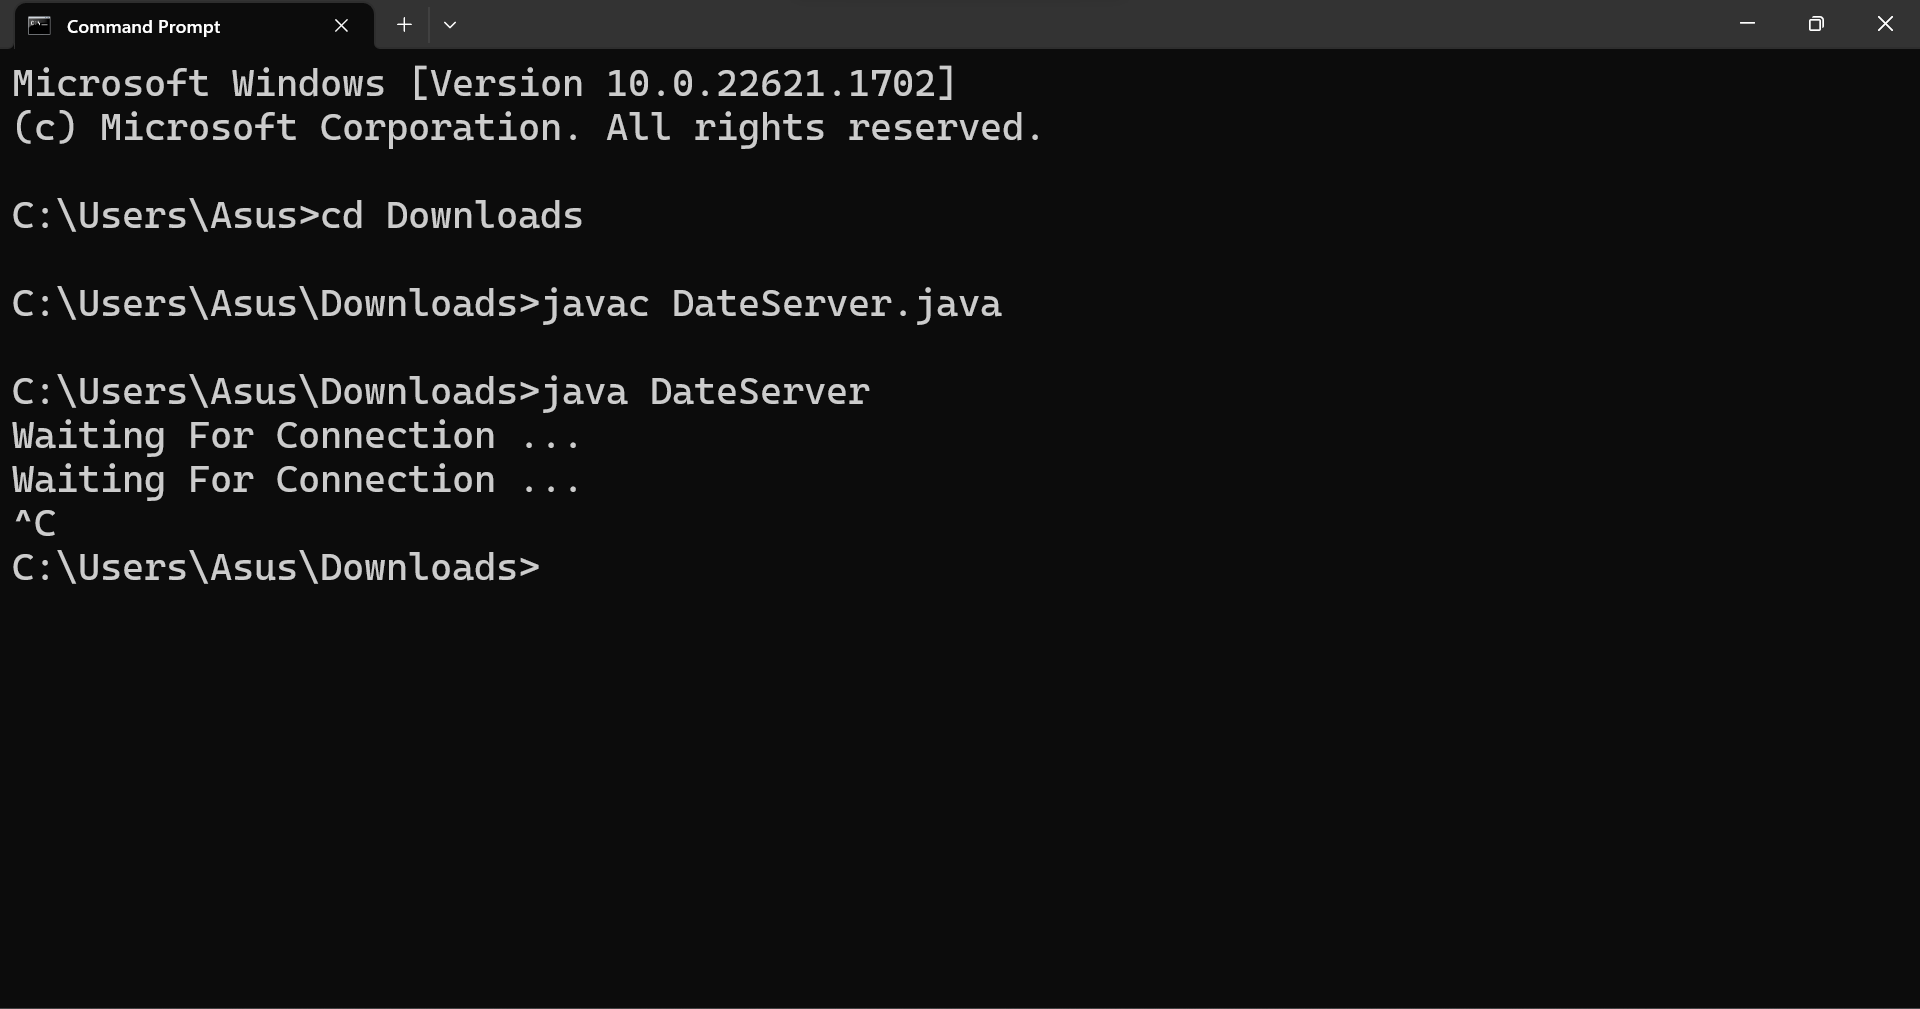 Command Prompt
Microsoft Windows [Version 10.0.22621.1702]
(c) Microsoft Corporation. All rights reserved.
C:\Users\Asus>cd Downloads
C:\Users\Asus\Downloads>javac DateServer.java
C:\Users\Asus\Downloads>java DateServer
Waiting For Connection ...
Waiting For Connection ...
^C
C:\Users\Asus\Downloads>